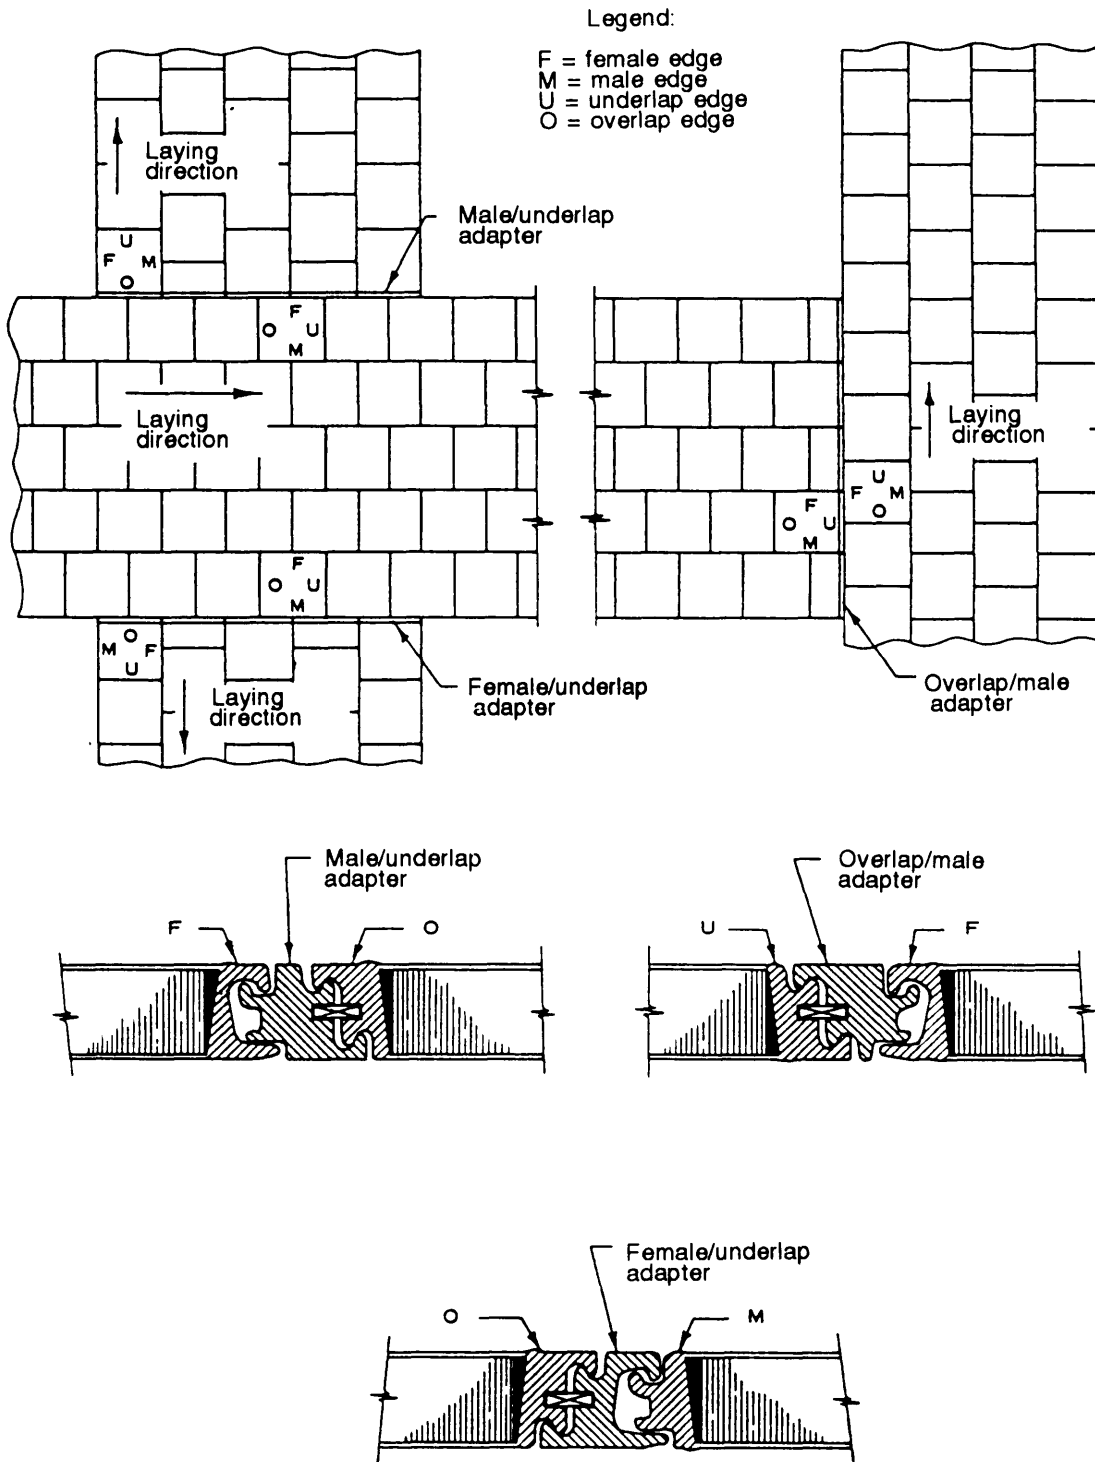 Legend:
F = female edge
M = male edge
U = underlap edge
O = overlap edge
Laying
direction
Male/underlap
adapter
U
F M
O
F
O U
M
Laying
direction
Laying
direction
U
F M
O
F
O U
M
F
O U
M
O
M F
U
Laying
direction
Female/underlap
adapter
Overlap/male
adapter
Male/underlap
adapter
F
O
Overlap/male
adapter
U
F
Female/underlap
adapter
O
M